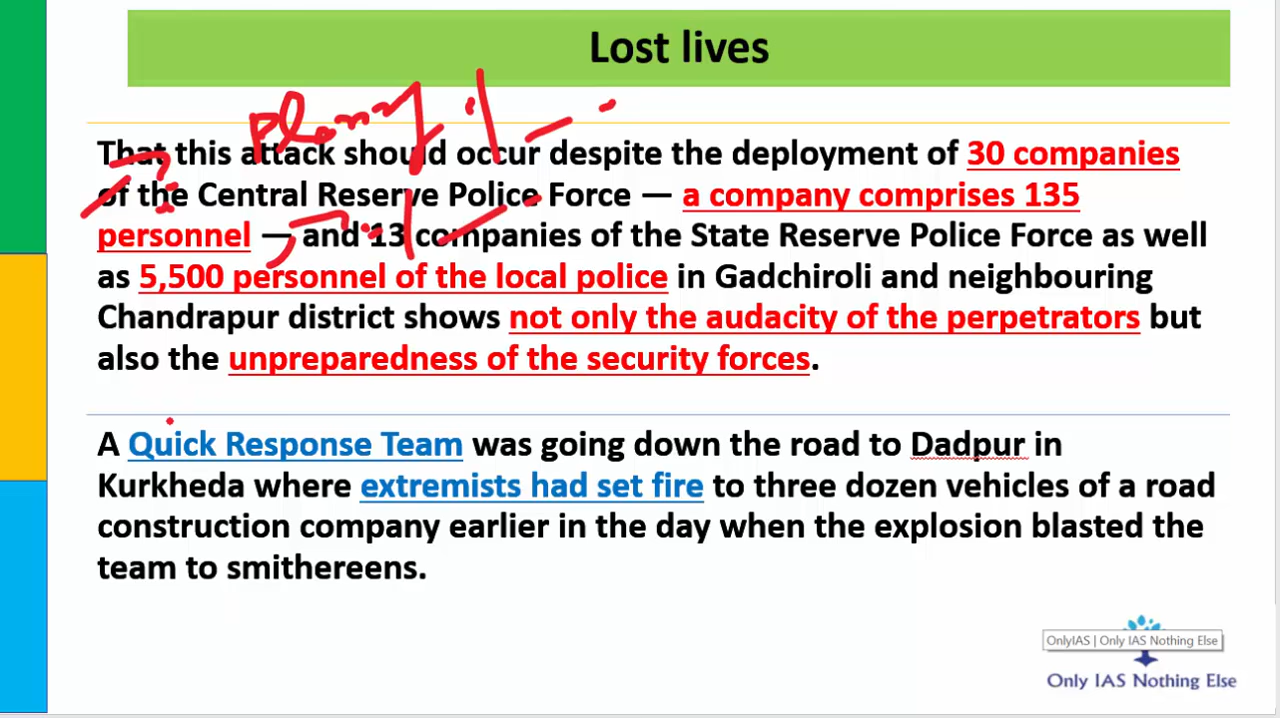 Lost lives
That this attack should occur despite the deployment of 30 companies
of the Central Reserve Police Force — a company comprises 135
personnel — and 13 companies of the State Reserve Police Force as well
as 5,500 personnel of the local police in Gadchiroli and neighbouring
Chandrapur district shows not only the audacity of the perpetrators but
also the unpreparedness of the security forces.
A Quick Response Team was going down the road to Dadpur in
Kurkheda where extremists had set fire to three dozen vehicles of a road
construction company earlier in the day when the explosion blasted the
team to smithereens.
OnlyIAS | Only IAS Nothing Else
Only IAS Nothing Else